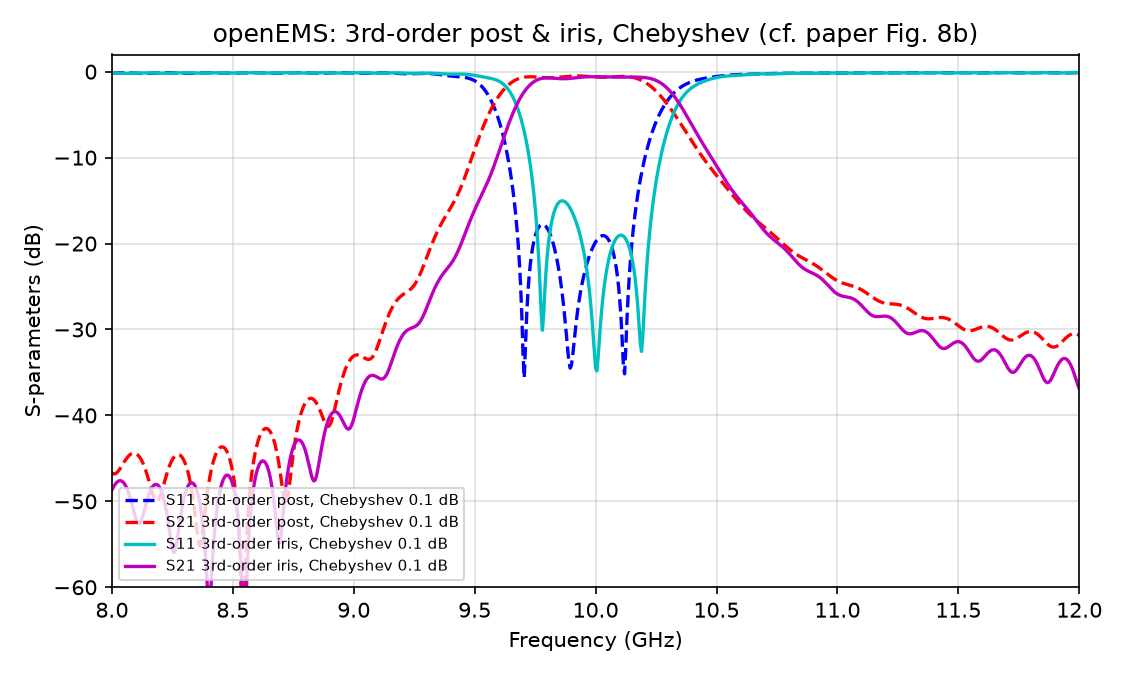 openEMS: 3rd-order post & iris, Chebyshev (cf. paper Fig. 8b)
S-parameters (dB)
0
−10
−20
−30
−40
−50
−60
S11 3rd-order post, Chebyshev 0.1 dB
S21 3rd-order post, Chebyshev 0.1 dB
S11 3rd-order iris, Chebyshev 0.1 dB
S21 3rd-order iris, Chebyshev 0.1 dB
8.0 8.5 9.0 9.5 10.0 10.5 11.0 11.5 12.0
Frequency (GHz)